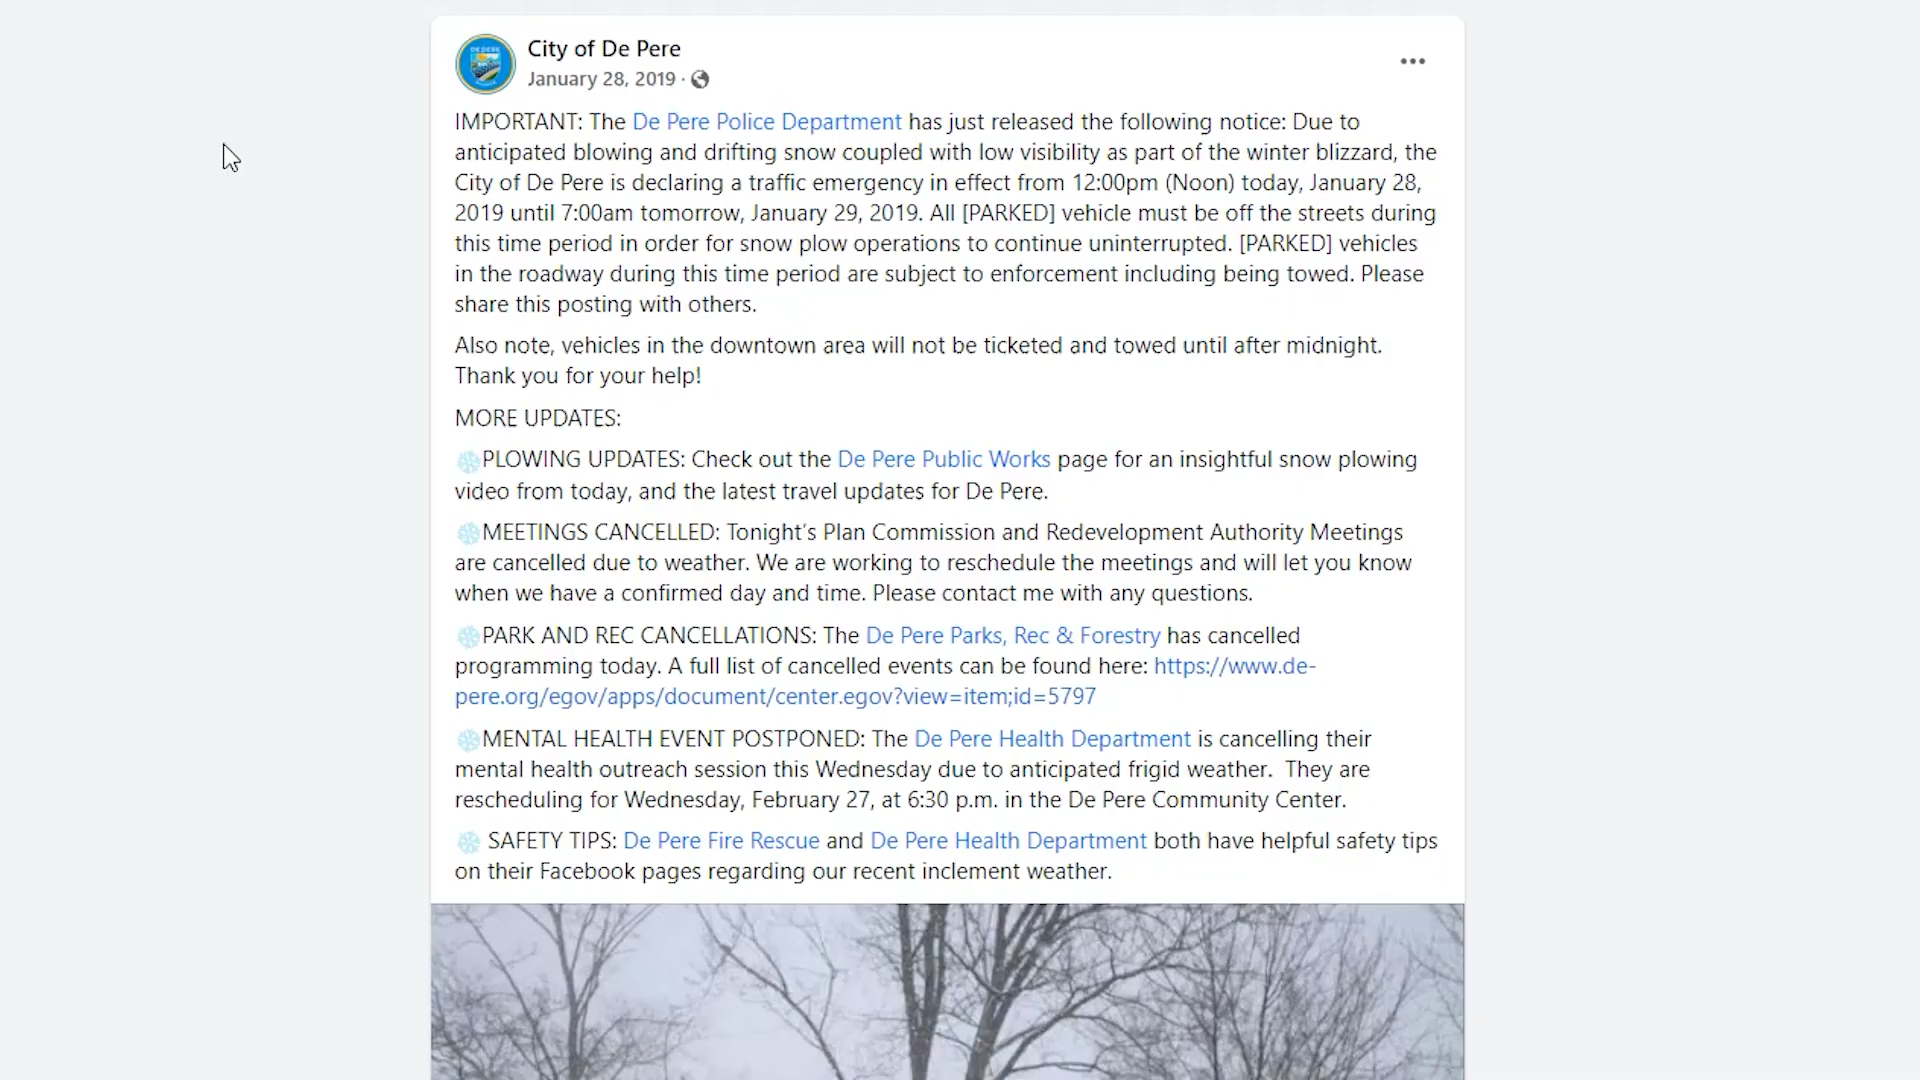 City of De Pere
January 28, 2019 ·
IMPORTANT: The De Pere Police Department has just released the following notice: Due to
anticipated blowing and drifting snow coupled with low visibility as part of the winter blizzard, the
City of De Pere is declaring a traffic emergency in effect from 12:00pm (Noon) today, January 28,
2019 until 7:00am tomorrow, January 29, 2019. All [PARKED] vehicle must be off the streets during
this time period in order for snow plow operations to continue uninterrupted. [PARKED] vehicles
in the roadway during this time period are subject to enforcement including being towed. Please
share this posting with others.
Also note, vehicles in the downtown area will not be ticketed and towed until after midnight.
Thank you for your help!
MORE UPDATES:
❄PLOWING UPDATES: Check out the De Pere Public Works page for an insightful snow plowing
video from today, and the latest travel updates for De Pere.
❄MEETINGS CANCELLED: Tonight's Plan Commission and Redevelopment Authority Meetings
are cancelled due to weather. We are working to reschedule the meetings and will let you know
when we have a confirmed day and time. Please contact me with any questions.
❄PARK AND REC CANCELLATIONS: The De Pere Parks, Rec & Forestry has cancelled
programming today. A full list of cancelled events can be found here: https://www.de-
pere.org/egov/apps/document/center.egov?view=item;id=5797
❄MENTAL HEALTH EVENT POSTPONED: The De Pere Health Department is cancelling their
mental health outreach session this Wednesday due to anticipated frigid weather.  They are
rescheduling for Wednesday, February 27, at 6:30 p.m. in the De Pere Community Center.
❄ SAFETY TIPS: De Pere Fire Rescue and De Pere Health Department both have helpful safety tips
on their Facebook pages regarding our recent inclement weather.